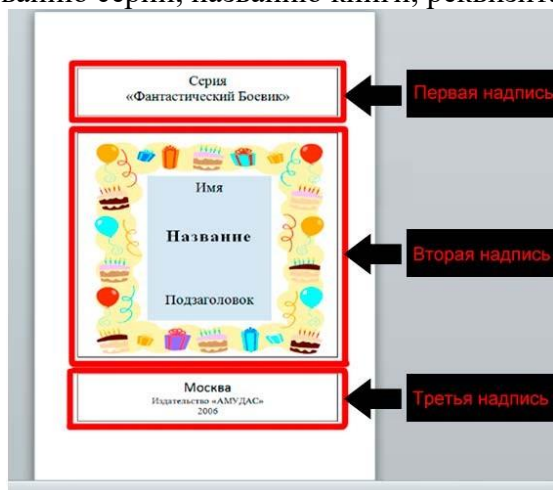 ванию серии, названию книги, реквизит
Серия
«Фантастический Боевик»
Первая надпись
Имя
Название
Вторая надпись
Подзаголовок
Москва
Издательство «АМУДАС»
2006
Третья надпись